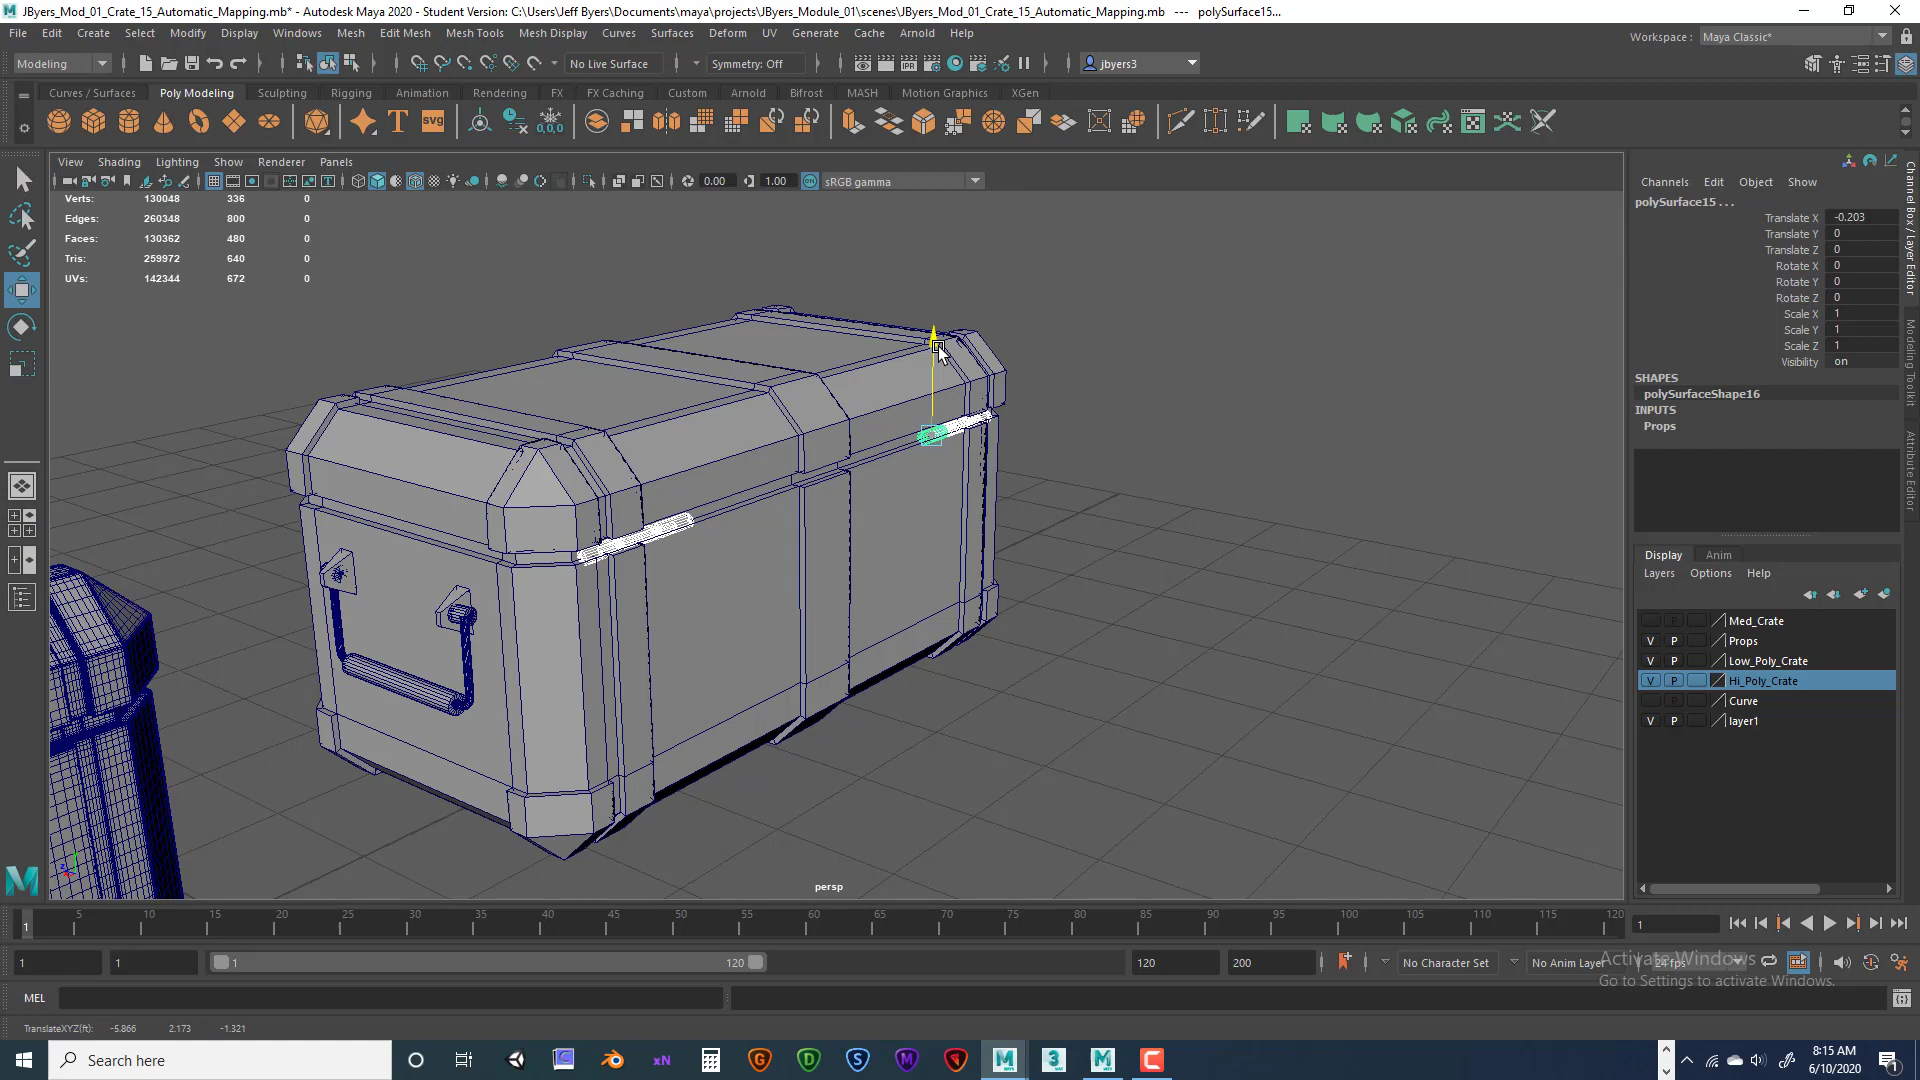 JByers_Mod_01_Crate_15_Automatic_Mapping.mb* - Autodesk Maya 2020 - Student Version: C:\Users\Jeff Byers\Documents\maya\projects\JByers_Module_01\scenes\JByers_Mod_01_Crate_15_Automatic_Mapping.mb --- polySurface15...
File Edit Create Select Modify Display Windows Mesh Edit Mesh Mesh Tools Mesh Display Curves Surfaces Deform UV Generate Cache Arnold Help
Workspace : Maya Classic*
Modeling No Live Surface Symmetry: Off jbyers3
Curves / Surfaces Poly Modeling Sculpting Rigging Animation Rendering FX FX Caching Custom Arnold Bifrost MASH Motion Graphics XGen
View Shading Lighting Show Renderer Panels
0.00 1.00 sRGB gamma
Verts: 130048 336 0
Edges: 260348 800 0
Faces: 130362 480 0
Tris: 259972 640 0
UVs: 142344 672 0
persp
Channels Edit Object Show
polySurface15 . . .
Translate X -0.203
Translate Y 0
Translate Z 0
Rotate X 0
Rotate Y 0
Rotate Z 0
Scale X 1
Scale Y 1
Scale Z 1
Visibility on
SHAPES
polySurfaceShape16
INPUTS
Props
Channel Box / Layer Editor
Modeling Toolkit
Attribute Editor
Display Anim
Layers Options Help
Med_Crate
V P Props
V P Low_Poly_Crate
V P Hi_Poly_Crate
Curve
V P layer1
5 10 15 20 25 30 35 40 45 50 55 60 65 70 75 80 85 90 95 100 105 110 115 120
1 1
1 1 1 120 120 200 No Character Set No Anim Layer 24 fps
Activate Windows
Go to Settings to activate Windows.
MEL
TranslateXYZ(ft): -5.866 2.173 -1.321
Search here
8:15 AM
6/10/2020